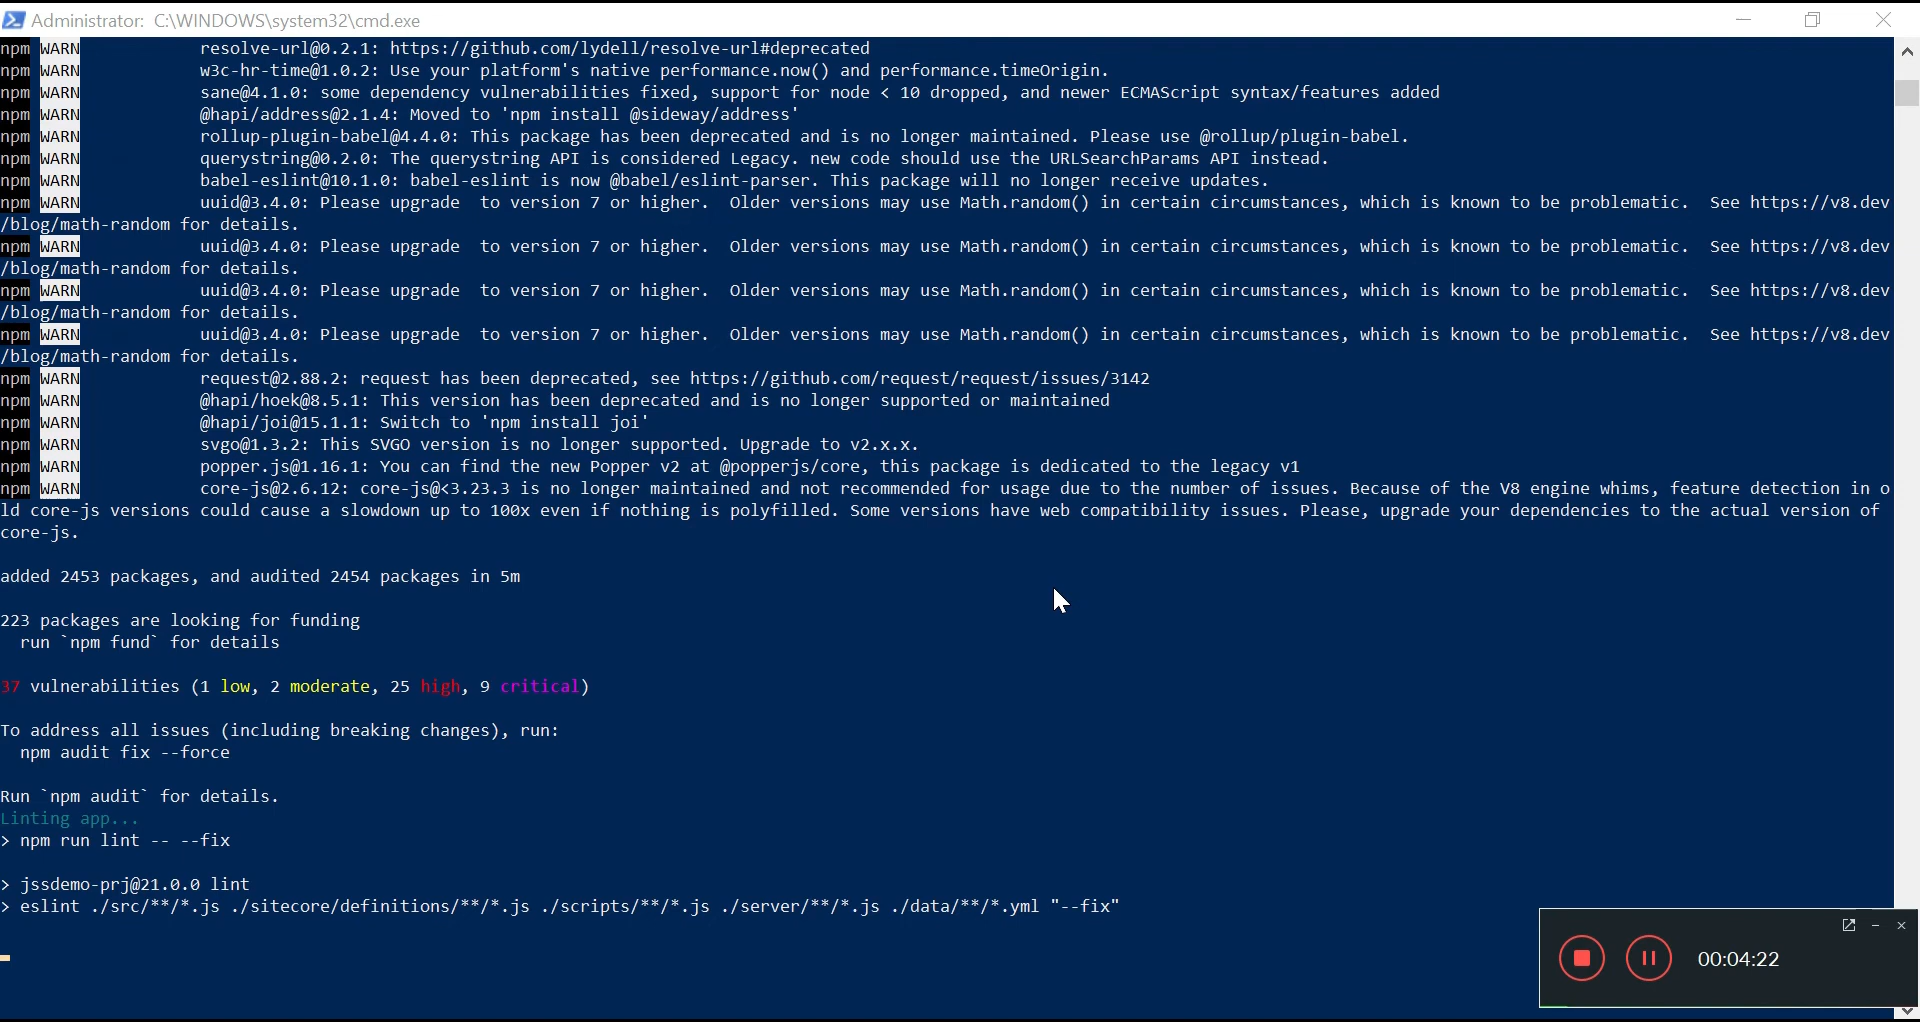 Administrator: C:\WINDOWS\system32\cmd.exe
npm WARN resolve-url@0.2.1: https://github.com/lydell/resolve-url#deprecated
npm WARN w3c-hr-time@1.0.2: Use your platform's native performance.now() and performance.timeOrigin.
npm WARN sane@4.1.0: some dependency vulnerabilities fixed, support for node < 10 dropped, and newer ECMAScript syntax/features added
npm WARN @hapi/address@2.1.4: Moved to 'npm install @sideway/address'
npm WARN rollup-plugin-babel@4.4.0: This package has been deprecated and is no longer maintained. Please use @rollup/plugin-babel.
npm WARN querystring@0.2.0: The querystring API is considered Legacy. new code should use the URLSearchParams API instead.
npm WARN babel-eslint@10.1.0: babel-eslint is now @babel/eslint-parser. This package will no longer receive updates.
npm WARN uuid@3.4.0: Please upgrade  to version 7 or higher.  Older versions may use Math.random() in certain circumstances, which is known to be problematic.  See https://v8.dev
/blog/math-random for details.
npm WARN uuid@3.4.0: Please upgrade  to version 7 or higher.  Older versions may use Math.random() in certain circumstances, which is known to be problematic.  See https://v8.dev
/blog/math-random for details.
npm WARN uuid@3.4.0: Please upgrade  to version 7 or higher.  Older versions may use Math.random() in certain circumstances, which is known to be problematic.  See https://v8.dev
/blog/math-random for details.
npm WARN uuid@3.4.0: Please upgrade  to version 7 or higher.  Older versions may use Math.random() in certain circumstances, which is known to be problematic.  See https://v8.dev
/blog/math-random for details.
npm WARN request@2.88.2: request has been deprecated, see https://github.com/request/request/issues/3142
npm WARN @hapi/hoek@8.5.1: This version has been deprecated and is no longer supported or maintained
npm WARN @hapi/joi@15.1.1: Switch to 'npm install joi'
npm WARN svgo@1.3.2: This SVGO version is no longer supported. Upgrade to v2.x.x.
npm WARN popper.js@1.16.1: You can find the new Popper v2 at @popperjs/core, this package is dedicated to the legacy v1
npm WARN core-js@2.6.12: core-js@<3.23.3 is no longer maintained and not recommended for usage due to the number of issues. Because of the V8 engine whims, feature detection in o
ld core-js versions could cause a slowdown up to 100x even if nothing is polyfilled. Some versions have web compatibility issues. Please, upgrade your dependencies to the actual version of
core-js.
added 2453 packages, and audited 2454 packages in 5m
223 packages are looking for funding
run `npm fund` for details
37 vulnerabilities (1 low, 2 moderate, 25 high, 9 critical)
To address all issues (including breaking changes), run:
npm audit fix --force
Run `npm audit` for details.
Linting app...
> npm run lint -- --fix
> jssdemo-prj@21.0.0 lint
> eslint ./src/**/*.js ./sitecore/definitions/**/*.js ./scripts/**/*.js ./server/**/*.js ./data/**/*.yml "--fix"
00:04:22